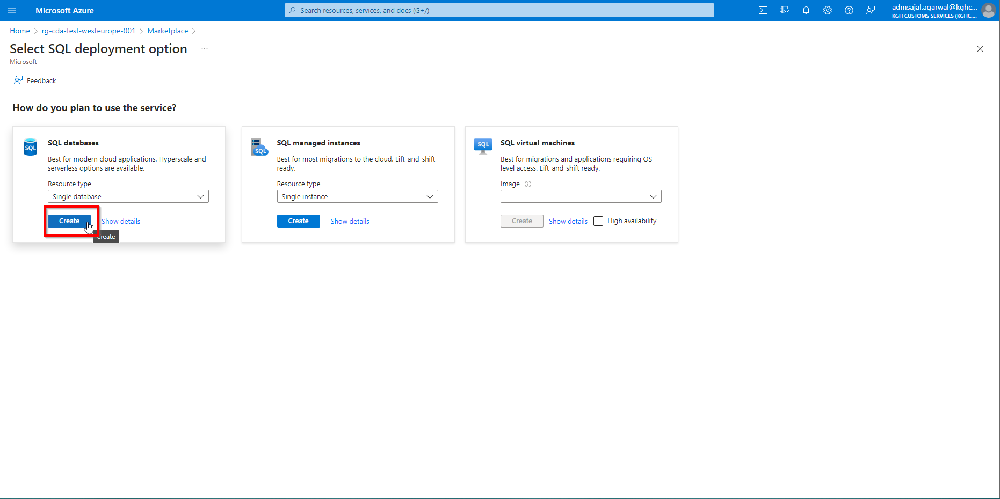 Microsoft Azure
Search resources, services, and docs (G+/)
admsajal.agarwal@kghc...
KGH CUSTOMS SERVICES (KGHC....
Home > rg-cda-test-westeurope-001 > Marketplace >
Select SQL deployment option ...
Microsoft
Feedback
How do you plan to use the service?
SQL
SQL databases
Best for modern cloud applications. Hyperscale and
serverless options are available.
Resource type
Single database
Create
Show details
Create
SQL
SQL managed instances
Best for most migrations to the cloud. Lift-and-shift
ready.
Resource type
Single instance
Create
Show details
SQL
SQL virtual machines
Best for migrations and applications requiring OS-
level access. Lift-and-shift ready.
Image
Create
Show details
High availability